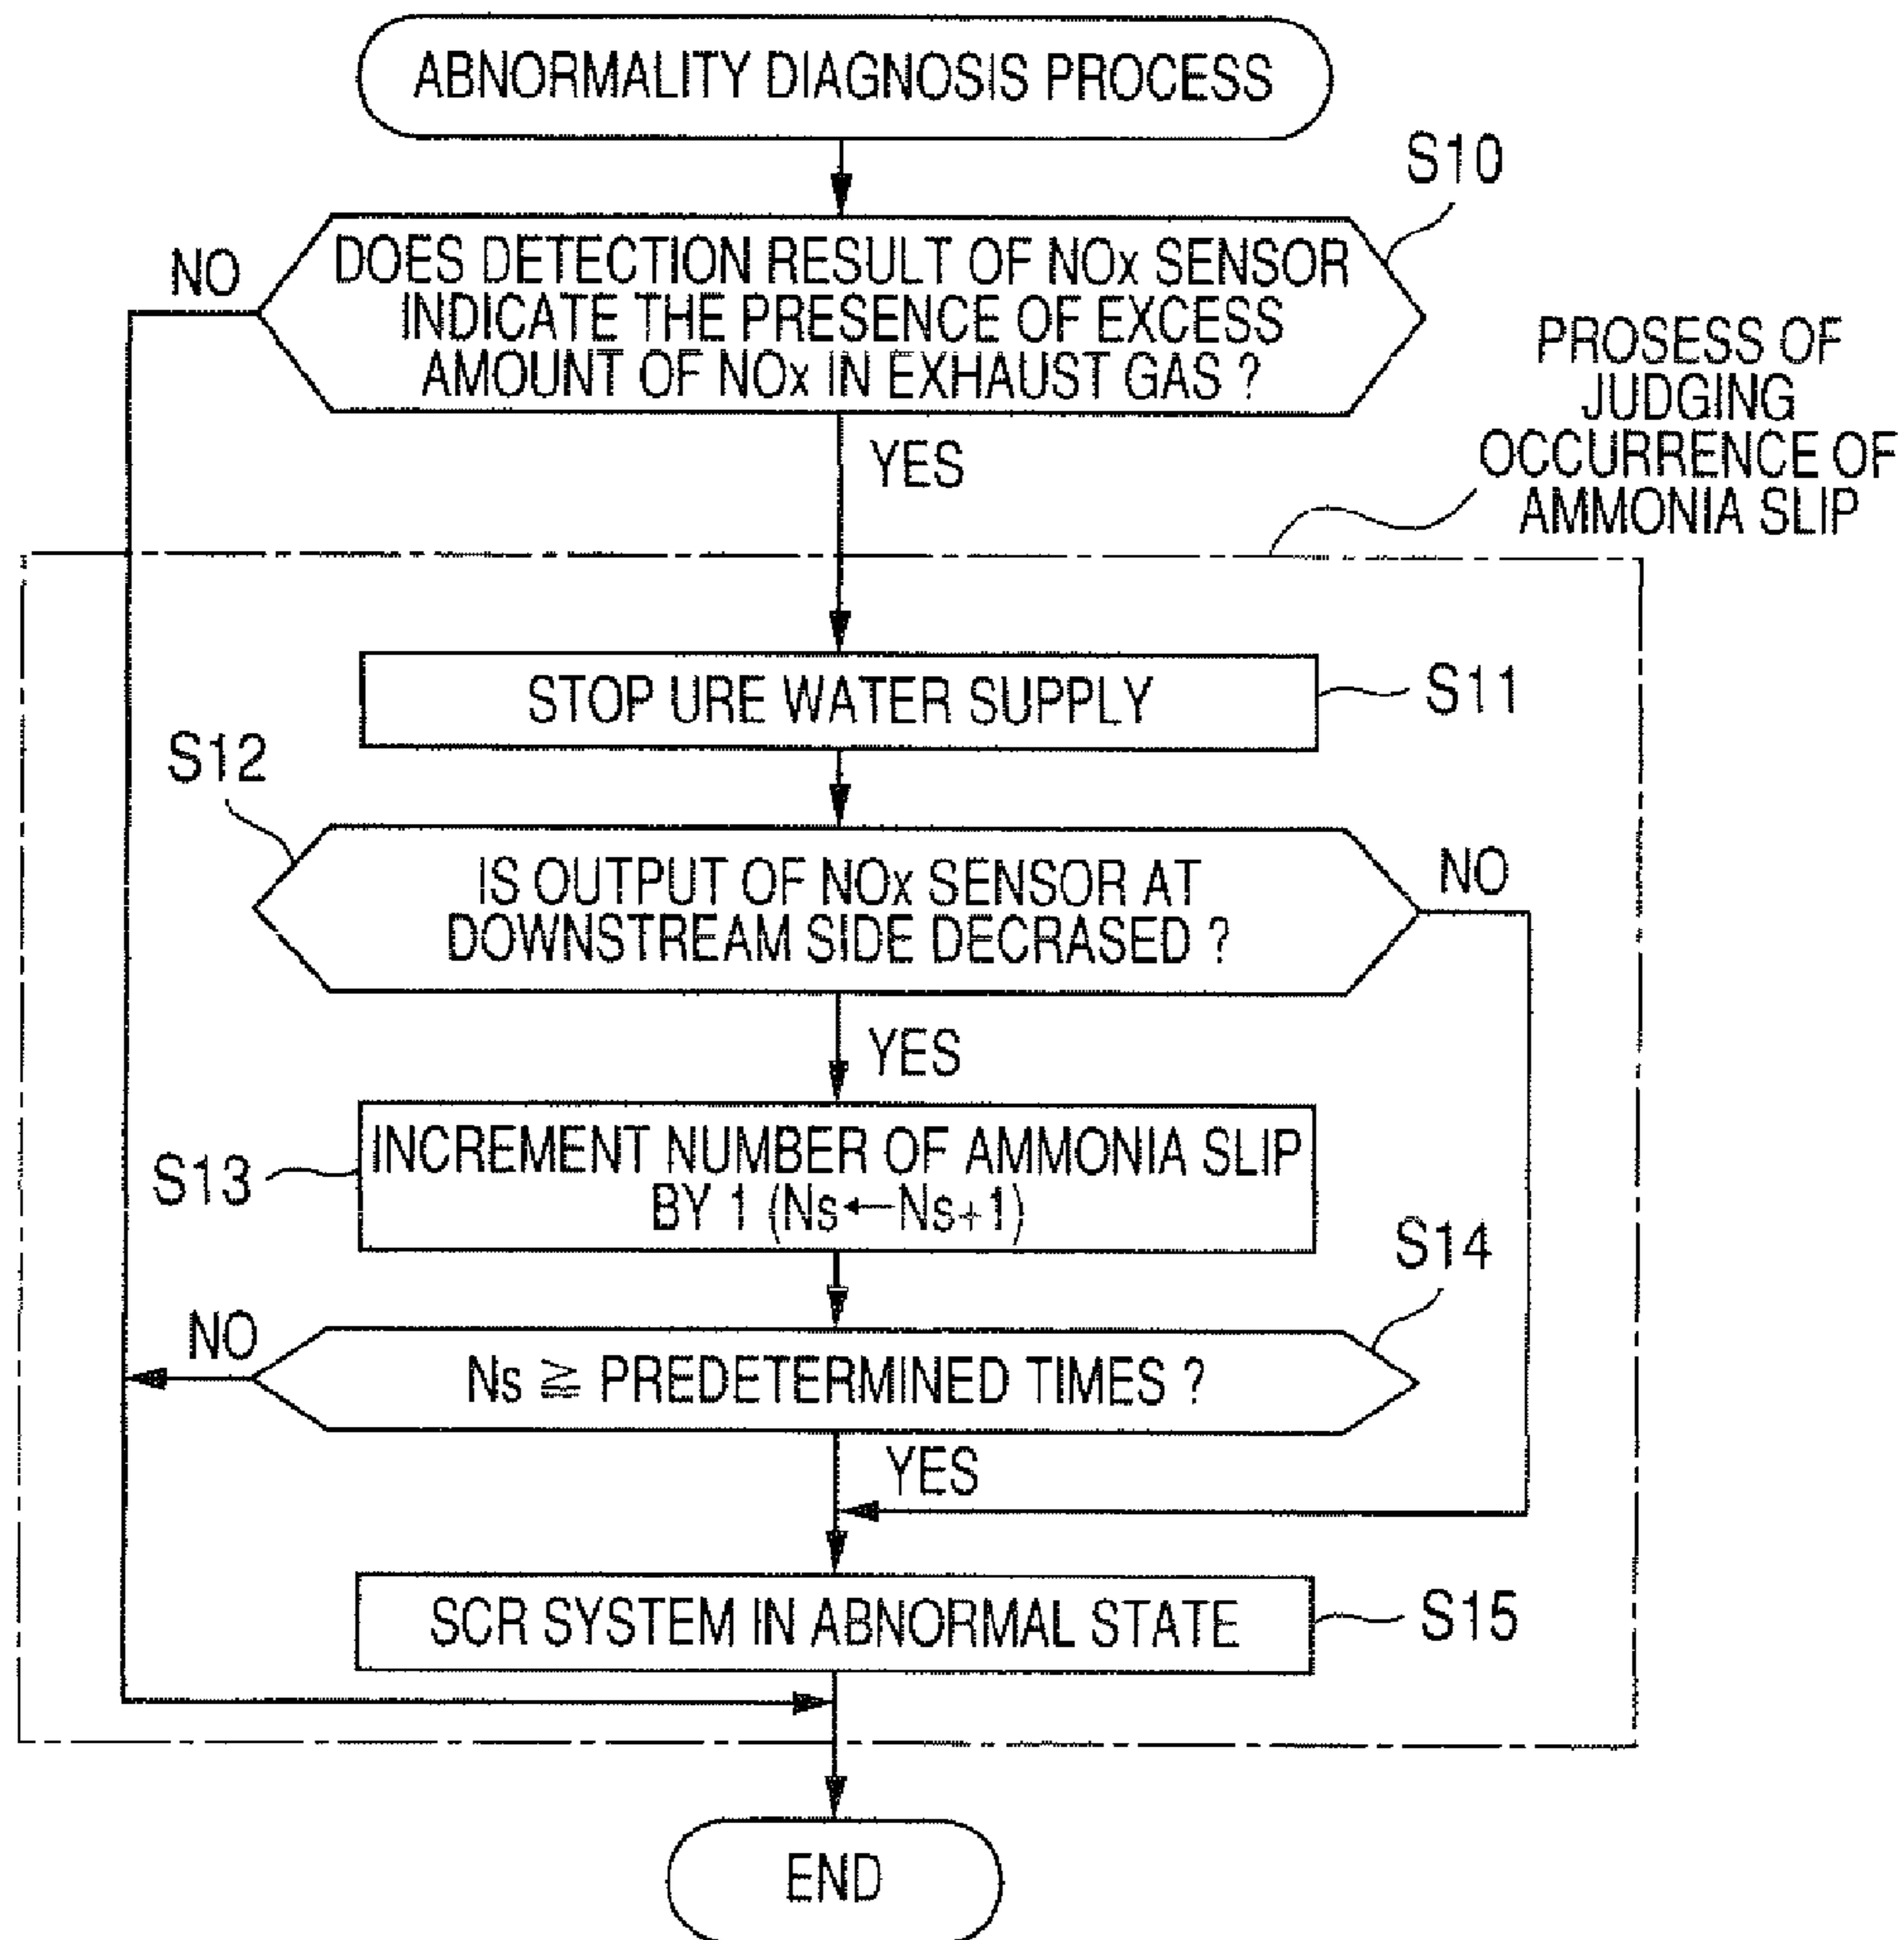 ABNORMALITY DIAGNOSIS PROCESS
S10
DOES DETECTION RESULT OF NOx SENSOR
INDICATE THE PRESENCE OF EXCESS
AMOUNT OF NOx IN EXHAUST GAS ?
NO
YES
PROSESS OF
JUDGING
OCCURRENCE OF
AMMONIA SLIP
STOP URE WATER SUPPLY
S11
S12
IS OUTPUT OF NOx SENSOR AT
DOWNSTREAM SIDE DECRASED ?
NO
YES
S13
INCREMENT NUMBER OF AMMONIA SLIP
BY 1 (Ns←Ns+1)
S14
NO
Ns ≧ PREDETERMINED TIMES ?
YES
SCR SYSTEM IN ABNORMAL STATE
S15
END